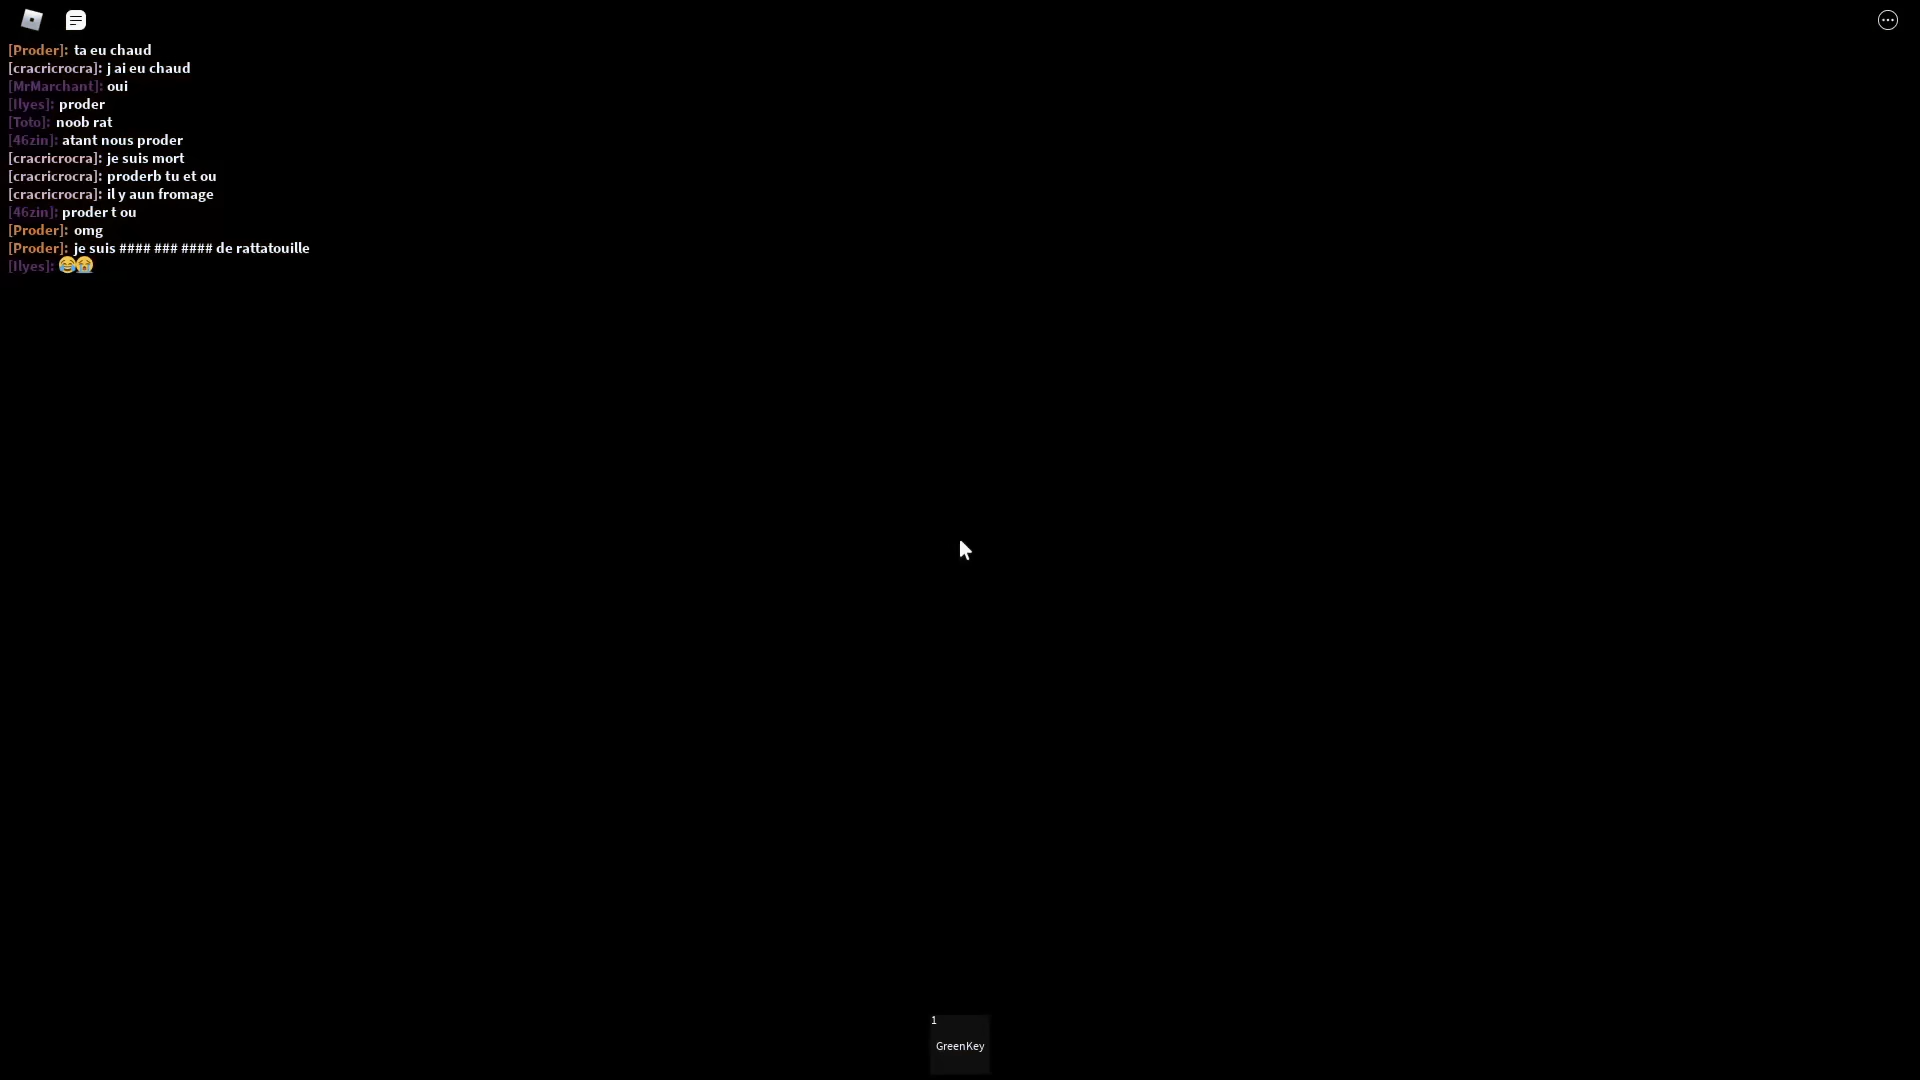 [Proder]: ta eu chaud
[cracricrocra]: j ai eu chaud
[MrMarchant]: oui
[Ilyes]: proder
[Toto]: noob rat
[46zin]: atant nous proder
[cracricrocra]: je suis mort
[cracricrocra]: proderb tu et ou
[cracricrocra]: il y aun fromage
[46zin]: proder t ou
[Proder]: omg
[Proder]: je suis #### ### #### de rattatouille
[Ilyes]: 😂😭
1
GreenKey